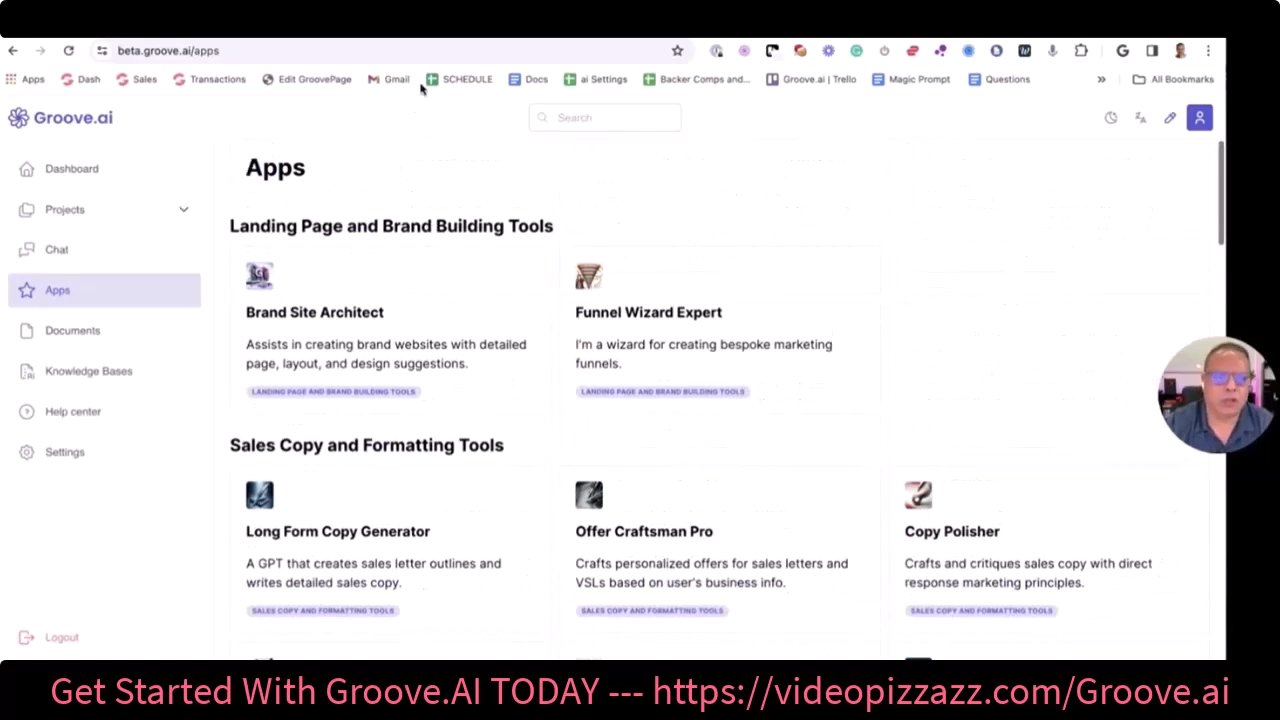 beta.groove.ai/apps
Apps Dash Sales Transactions Edit GroovePage Gmail SCHEDULE Docs ai Settings Backer Comps and... Groove.ai | Trello Magic Prompt Questions » All Bookmarks
Groove.ai
Search
Dashboard
Projects
Chat
Apps
Documents
Knowledge Bases
Help center
Settings
Logout
Apps
Landing Page and Brand Building Tools
Brand Site Architect
Assists in creating brand websites with detailed
page, layout, and design suggestions.
LANDING PAGE AND BRAND BUILDING TOOLS
Funnel Wizard Expert
I'm a wizard for creating bespoke marketing
funnels.
LANDING PAGE AND BRAND BUILDING TOOLS
Sales Copy and Formatting Tools
Long Form Copy Generator
A GPT that creates sales letter outlines and
writes detailed sales copy.
SALES COPY AND FORMATTING TOOLS
Offer Craftsman Pro
Crafts personalized offers for sales letters and
VSLs based on user's business info.
SALES COPY AND FORMATTING TOOLS
Copy Polisher
Crafts and critiques sales copy with direct
response marketing principles.
SALES COPY AND FORMATTING TOOLS
Get Started With Groove.AI TODAY --- https://videopizzazz.com/Groove.ai